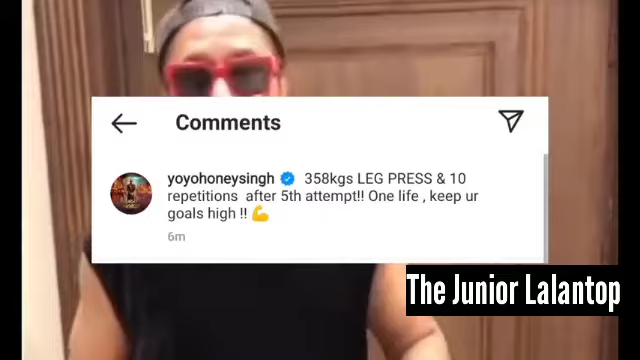 Comments
yoyohoneysingh 358kgs LEG PRESS & 10
repetitions after 5th attempt!! One life , keep ur
goals high !! 💪
6m
The Junior Lalantop